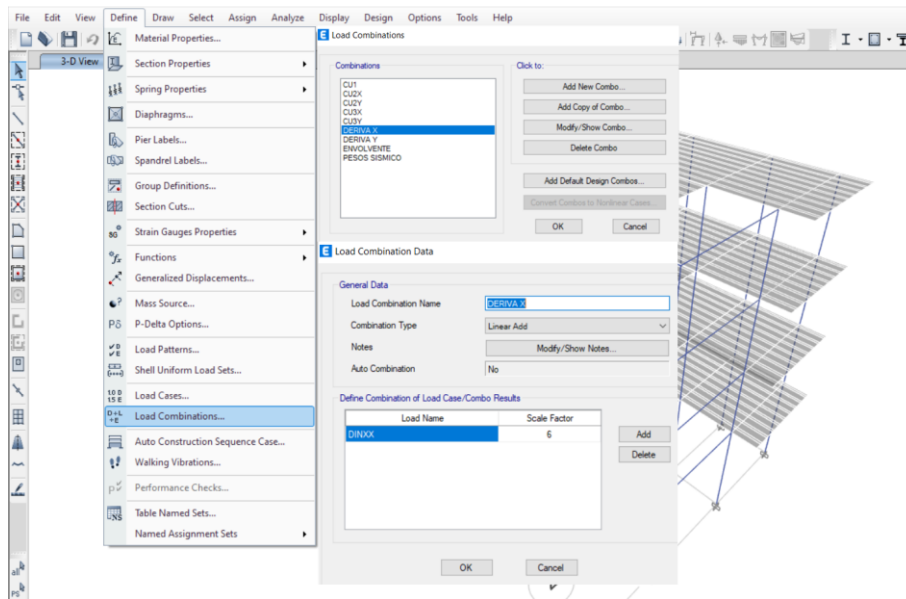 File Edit View Define Draw Select Assign Analyze Display Design Options Tools Help
3-D View
Material Properties...
Section Properties
Spring Properties
Diaphragms...
Pier Labels...
Spandrel Labels...
Group Definitions...
Section Cuts...
Strain Gauges Properties
Functions
Generalized Displacements...
Mass Source...
P-Delta Options...
Load Patterns...
Shell Uniform Load Sets...
Load Cases...
Load Combinations...
Auto Construction Sequence Case...
Walking Vibrations...
Performance Checks...
Table Named Sets...
Named Assignment Sets
Load Combinations
Combinations
CU1
CU2X
CU2Y
CU3X
CU3Y
DERIVA X
DERIVA Y
ENVOLVENTE
PESOS SISMICO
Click to:
Add New Combo...
Add Copy of Combo...
Modify/Show Combo...
Delete Combo
Add Default Design Combos...
Convert Combos to Nonlinear Cases...
OK Cancel
Load Combination Data
General Data
Load Combination Name DERIVA X
Combination Type Linear Add
Notes Modify/Show Notes...
Auto Combination No
Define Combination of Load Case/Combo Results
Load Name Scale Factor
DINXX 6
Add
Delete
OK Cancel
all
ps